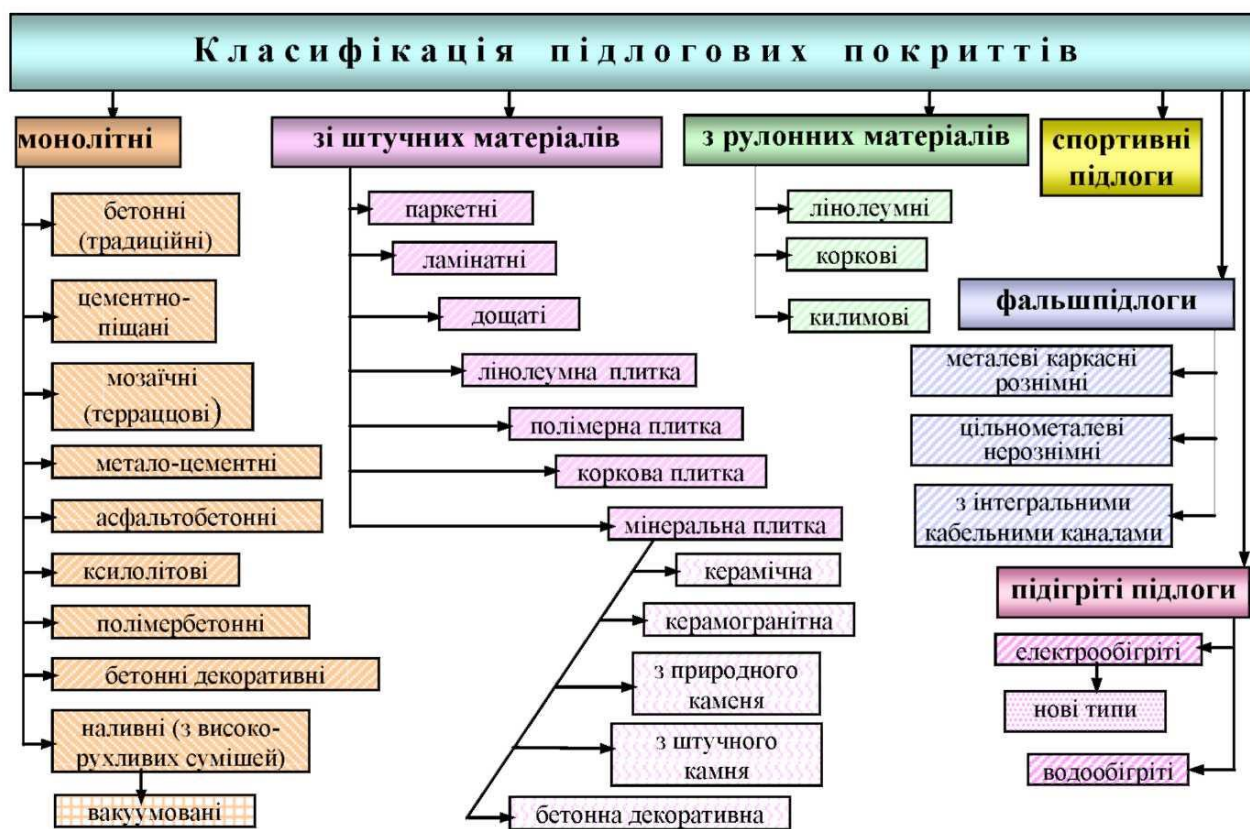 Класифікація підлогових покриттів
монолітні
бетонні
(традиційні)
цементно-
піщані
мозаїчні
(терраццові)
метало-цементні
асфальтобетонні
ксилолітові
полімербетонні
бетонні декоративні
наливні (з високо-
рухливих сумішей)
вакуумовані
зі штучних матеріалів
паркетні
ламінатні
дощаті
лінолеумна плитка
полімерна плитка
коркова плитка
мінеральна плитка
керамічна
керамогранітна
з природного
каменя
з штучного
камня
бетонна декоративна
з рулонних матеріалів
лінолеумні
коркові
килимові
спортивні
підлоги
фальшпідлоги
металеві каркасні
рознімні
цільнометалеві
нерознімні
з інтегральними
кабельними каналами
підігріті підлоги
електрообігріті
нові типи
водообігріті